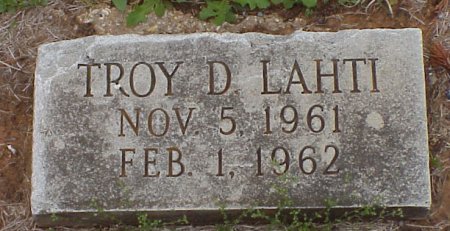 TROY D. LAHTI
NOV. 5, 1961
FEB. 1, 1962